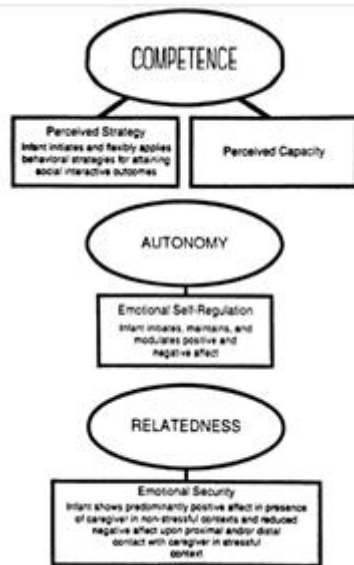 COMPETENCE
Perceived Strategy
Infant initiates and flexibly applies
behavioral strategies for attaining
social interactive outcomes
Perceived Capacity
AUTONOMY
Emotional Self-Regulation
Infant initiates, maintains, and
modulates positive and
negative affect
RELATEDNESS
Emotional Security
Infant shows predominantly positive affect in presence
of caregiver in non-stressful contexts and reduced
negative affect upon proximal and/or distal
contact with caregiver in stressful
context